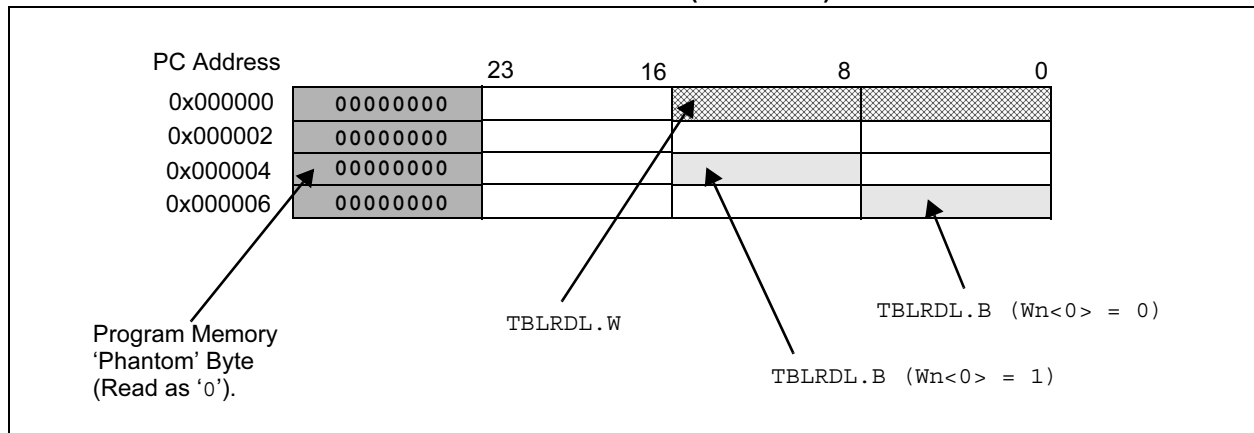 PC Address
23 16 8 0
0x000000 00000000
0x000002 00000000
0x000004 00000000
0x000006 00000000
TBLRDL.W
TBLRDL.B (Wn<0> = 0)
Program Memory
‘Phantom’ Byte
(Read as ‘0’).
TBLRDL.B (Wn<0> = 1)